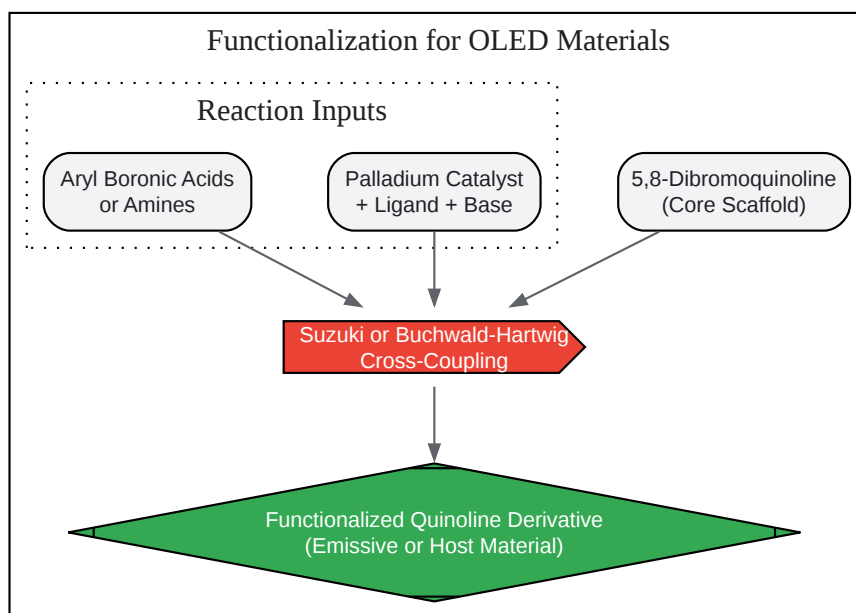 Functionalization for OLED Materials
Reaction Inputs
Aryl Boronic Acids
or Amines
Palladium Catalyst
+ Ligand + Base
5,8-Dibromoquinoline
(Core Scaffold)
Suzuki or Buchwald-Hartwig
Cross-Coupling
Functionalized Quinoline Derivative
(Emissive or Host Material)